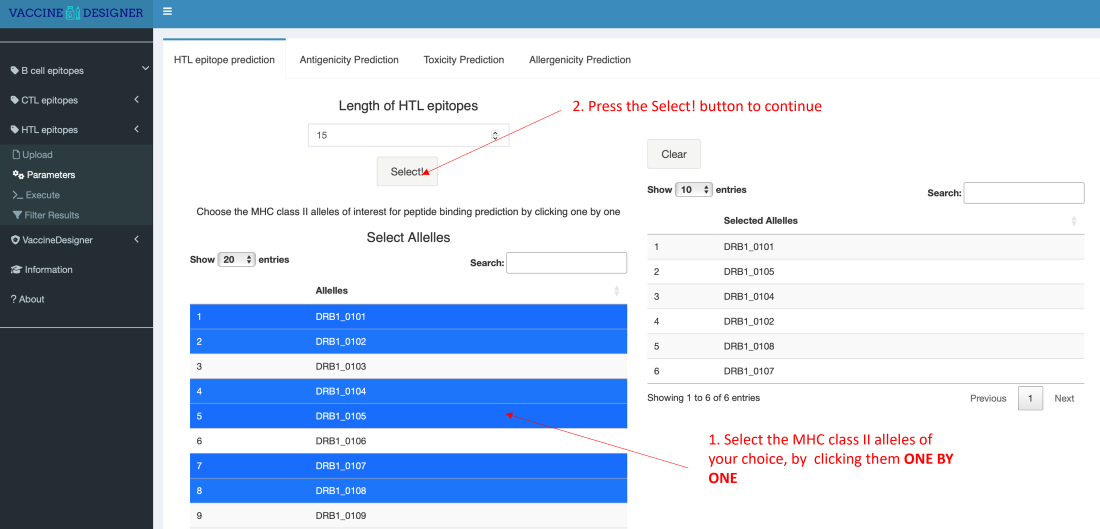 VACCINE DESIGNER
B cell epitopes
CTL epitopes
HTL epitopes
Upload
Parameters
Execute
Filter Results
VaccineDesigner
Information
? About
HTL epitope prediction Antigenicity Prediction Toxicity Prediction Allergenicity Prediction
Length of HTL epitopes
15
Select!
2. Press the Select! button to continue
Choose the MHC class II alleles of interest for peptide binding prediction by clicking one by one
Select Allelles
Show 20 entries
Search:
Allelles
1 DRB1_0101
2 DRB1_0102
3 DRB1_0103
4 DRB1_0104
5 DRB1_0105
6 DRB1_0106
7 DRB1_0107
8 DRB1_0108
9 DRB1_0109
Clear
Show 10 entries
Search:
Selected Allelles
1 DRB1_0101
2 DRB1_0105
3 DRB1_0104
4 DRB1_0102
5 DRB1_0108
6 DRB1_0107
Showing 1 to 6 of 6 entries
Previous 1 Next
1. Select the MHC class II alleles of
your choice, by clicking them ONE BY
ONE